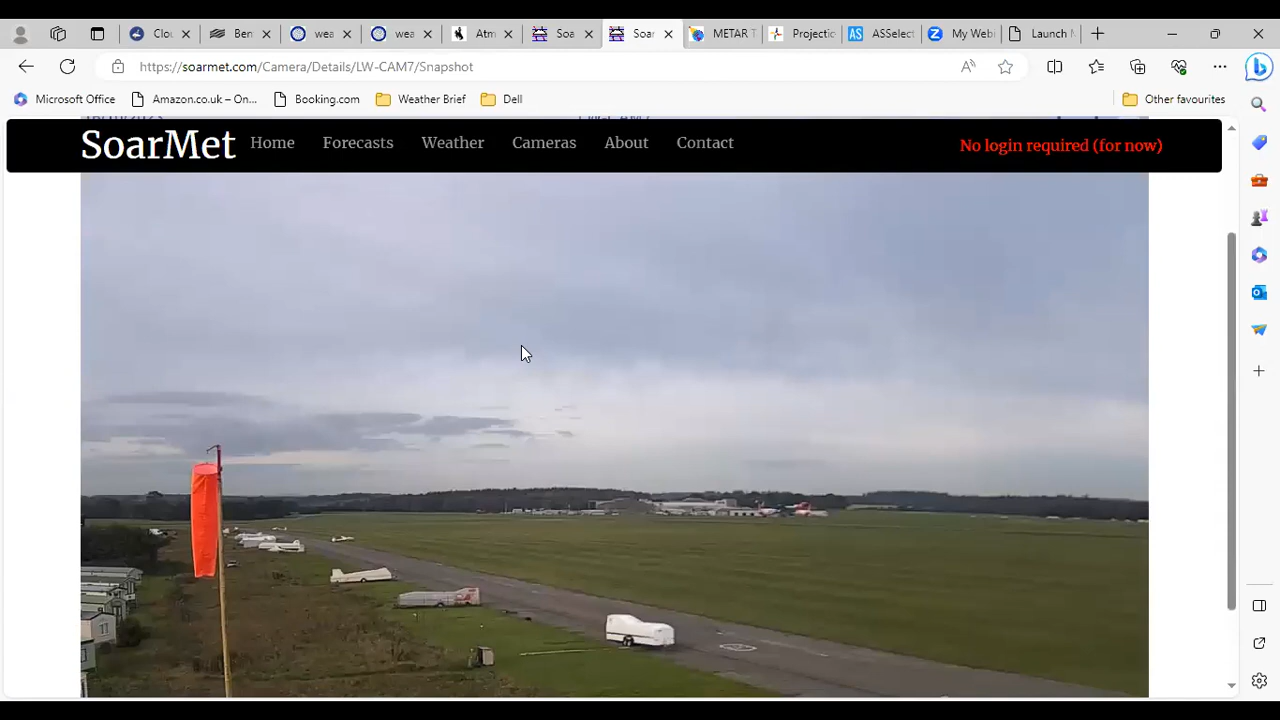 Clou
Ben
wea
wea
Atm
Soa
Soar
METAR T
Projectio
ASSelect
My Web
Launch M
https://soarmet.com/Camera/Details/LW-CAM7/Snapshot
Microsoft Office
Amazon.co.uk – On...
Booking.com
Weather Brief
Dell
Other favourites
SoarMet
Home
Forecasts
Weather
Cameras
About
Contact
No login required (for now)